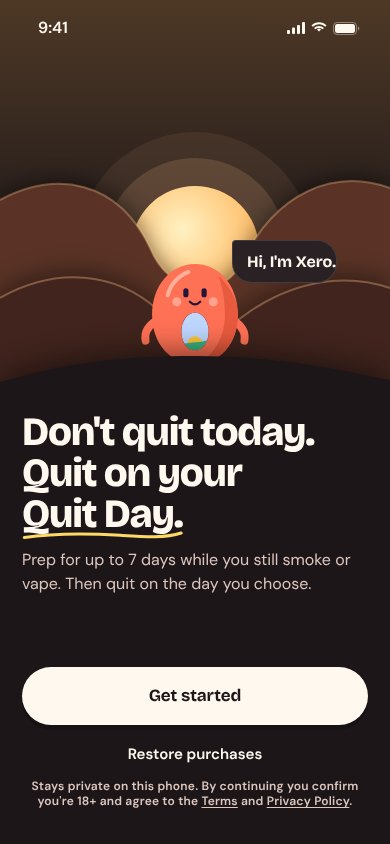 9:41
Hi, I'm Xero.
Don't quit today.
Quit on your
Quit Day.
Prep for up to 7 days while you still smoke or
vape. Then quit on the day you choose.
Get started
Restore purchases
Stays private on this phone. By continuing you confirm
you're 18+ and agree to the Terms and Privacy Policy.